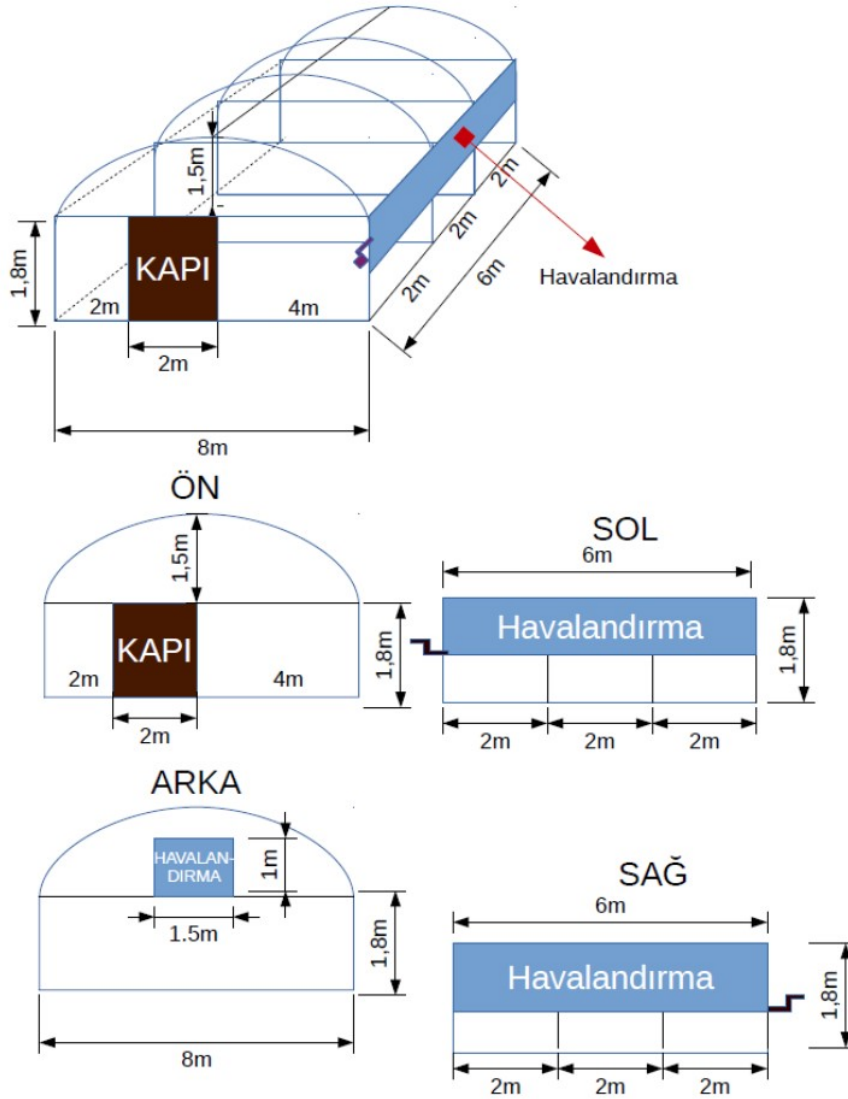 1,5m
1,8m
KAPI
2m
4m
2m
8m
2m
2m
2m
6m
Havalandırma
ÖN
1,5m
KAPI
2m
4m
2m
1,8m
SOL
6m
Havalandırma
1,8m
2m
2m
2m
ARKA
HAVALAN-
DIRMA
1m
1.5m
1,8m
8m
SAĞ
6m
Havalandırma
1,8m
2m
2m
2m